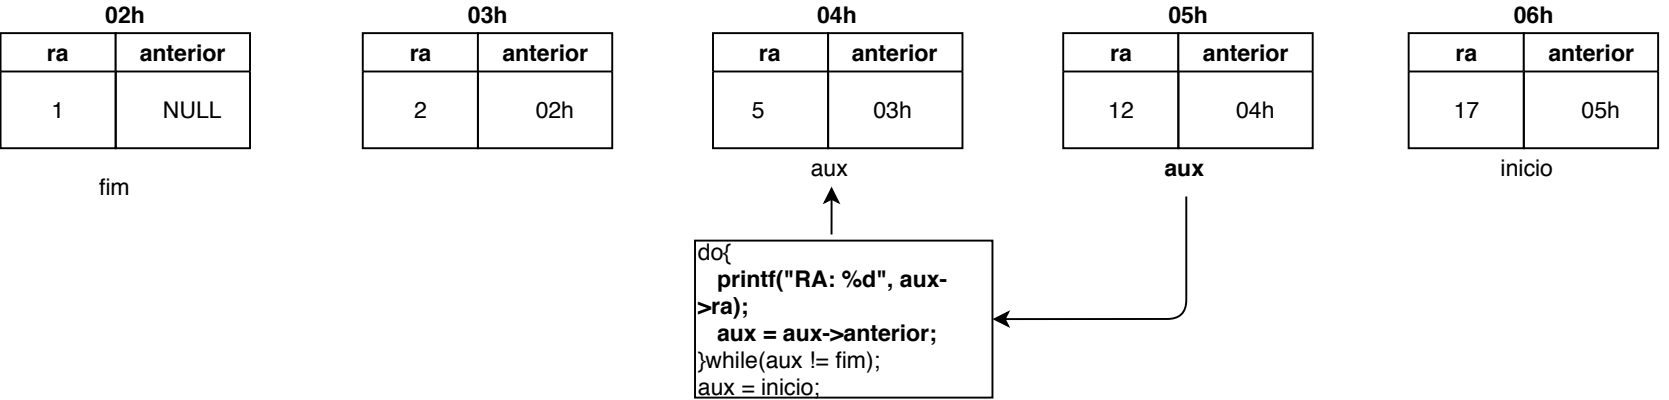 02h
03h
04h
05h
06h
ra anterior
ra anterior
ra anterior
ra anterior
ra anterior
1 NULL
2 02h
5 03h
12 04h
17 05h
fim
aux
aux
inicio
do{
printf("RA: %d", aux-
>ra);
aux = aux->anterior;
}while(aux != fim);
aux = inicio;